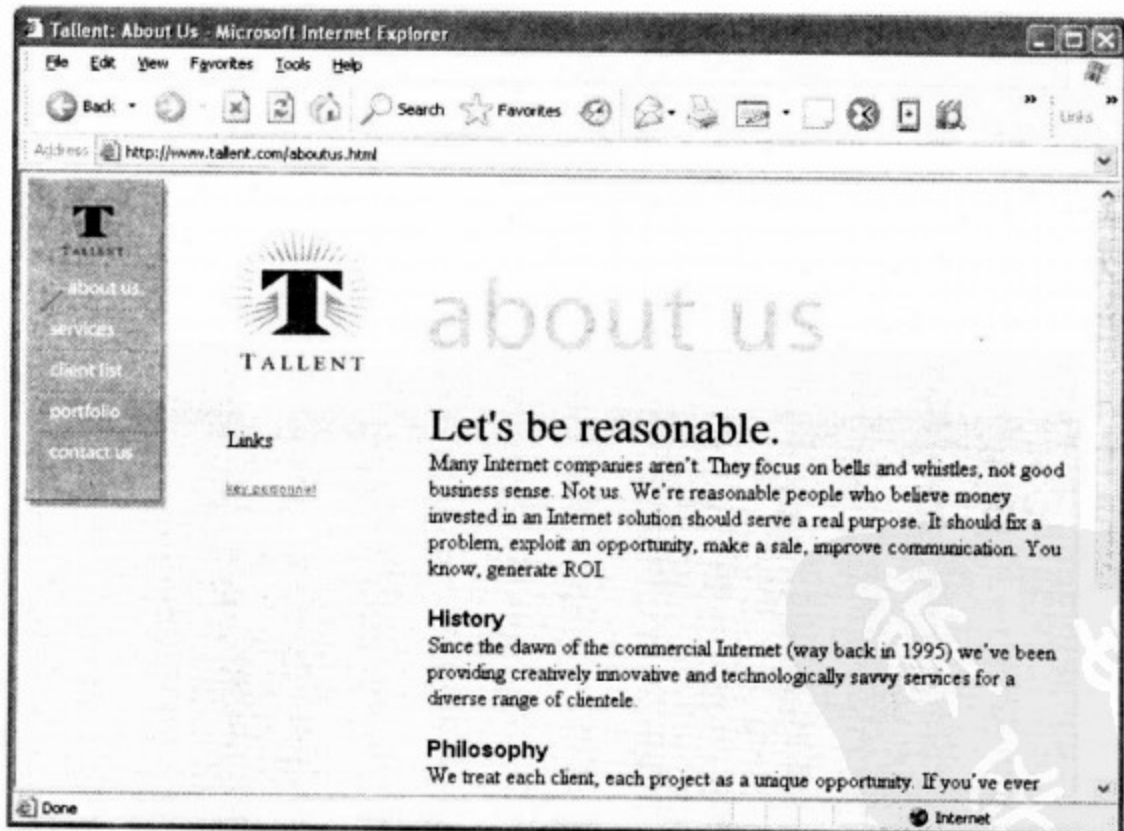 Tallent: About Us - Microsoft Internet Explorer
File Edit View Favorites Tools Help
Back Search Favorites » Links »
Address http://www.tallent.com/aboutus.html
T
TALLENT
about us
services
client list
portfolio
contact us
T
TALLENT
about us
Links
key personnel
Let's be reasonable.
Many Internet companies aren't. They focus on bells and whistles, not good
business sense. Not us. We're reasonable people who believe money
invested in an Internet solution should serve a real purpose. It should fix a
problem, exploit an opportunity, make a sale, improve communication. You
know, generate ROI.
History
Since the dawn of the commercial Internet (way back in 1995) we've been
providing creatively innovative and technologically savvy services for a
diverse range of clientele.
Philosophy
We treat each client, each project as a unique opportunity. If you've ever
Done Internet